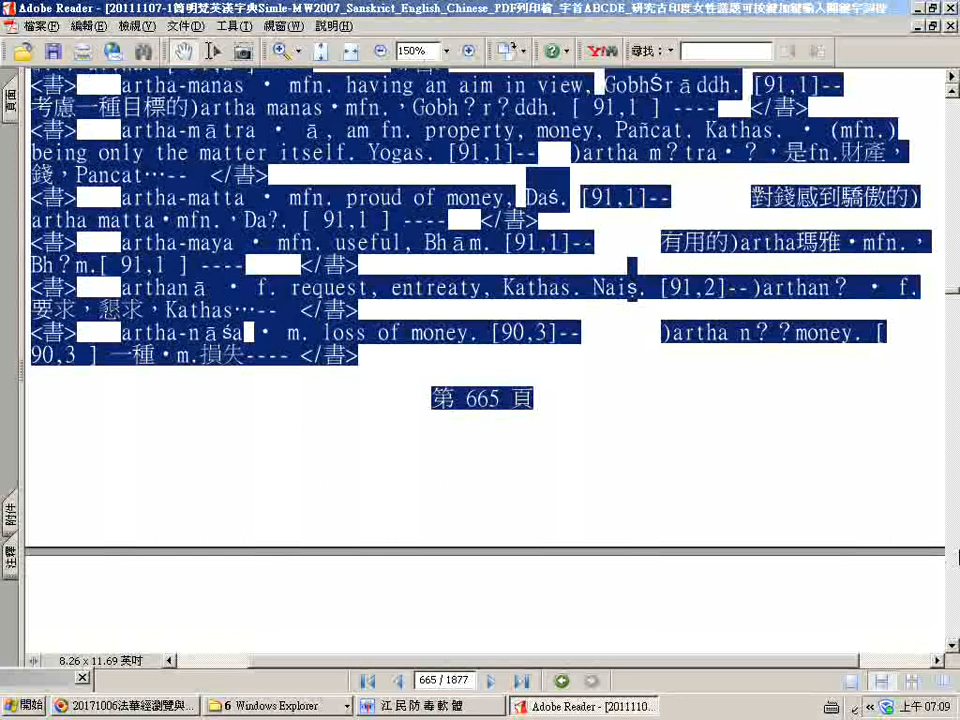 Adobe Reader - [20111107-1簡明梵英漢字典Simle-MW2007_Sanskrict_English_Chinese_PDF列印檔_字首ABCDE_研究古印度女性議題可按鍵加鍵輸入關鍵字詞搜
檔案(F) 編輯(E) 檢視(V) 文件(D) 工具(T) 視窗(W) 說明(H)
150% Y! 尋找：
頁面
artha-manas • mfn. having an aim in view, GobhŚrāddh. [91,1]--
考慮一種目標的)artha manas•mfn.，Gobh？r？ddh. [ 91,1 ] ---- </書>
<書> artha-mātra • ā, am fn. property, money, Pañcat. Kathas. • (mfn.)
being only the matter itself. Yogas. [91,1]-- )artha m？tra•？，是fn.財產，
錢，Pancat…-- </書>
<書> artha-matta • mfn. proud of money, Daś. [91,1]-- 對錢感到驕傲的)
artha matta•mfn.，Da?. [ 91,1 ] ---- </書>
<書> artha-maya • mfn. useful, Bhām. [91,1]-- 有用的)artha瑪雅•mfn.，
Bh？m.[ 91,1 ] ---- </書>
<書> arthanā • f. request, entreaty, Kathas. Naiṣ. [91,2]--)arthan？ • f.
要求，懇求，Kathas…-- </書>
<書> artha-nāśa • m. loss of money. [90,3]-- )artha n？？money. [
90,3 ] 一種•m.損失---- </書>
第 665 頁
附件
注釋
8.26 x 11.69 英吋
665 / 1877
開始 20171006法華經瀏覽與... 6 Windows Explorer 江民防毒軟體 Adobe Reader - [2011110... 上午 07:09